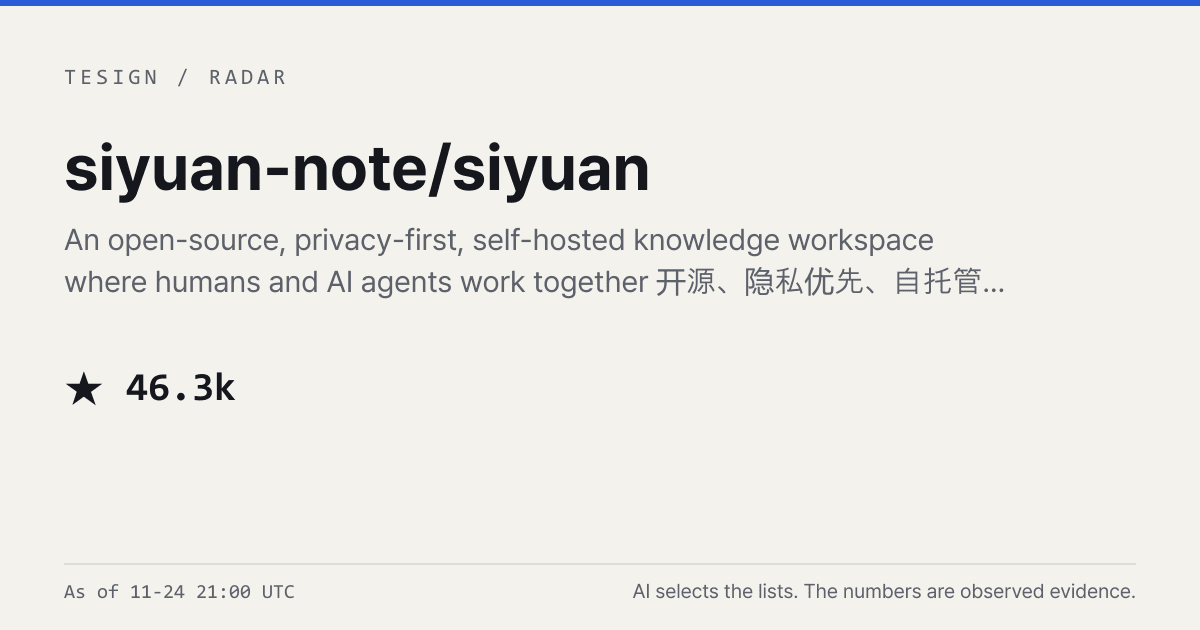 TESIGN / RADAR
siyuan-note/siyuan
An open-source, privacy-first, self-hosted knowledge workspace
where humans and AI agents work together 开源、隐私优先、自托管...
★ 46.3k
As of 11-24 21:00 UTC
AI selects the lists. The numbers are observed evidence.